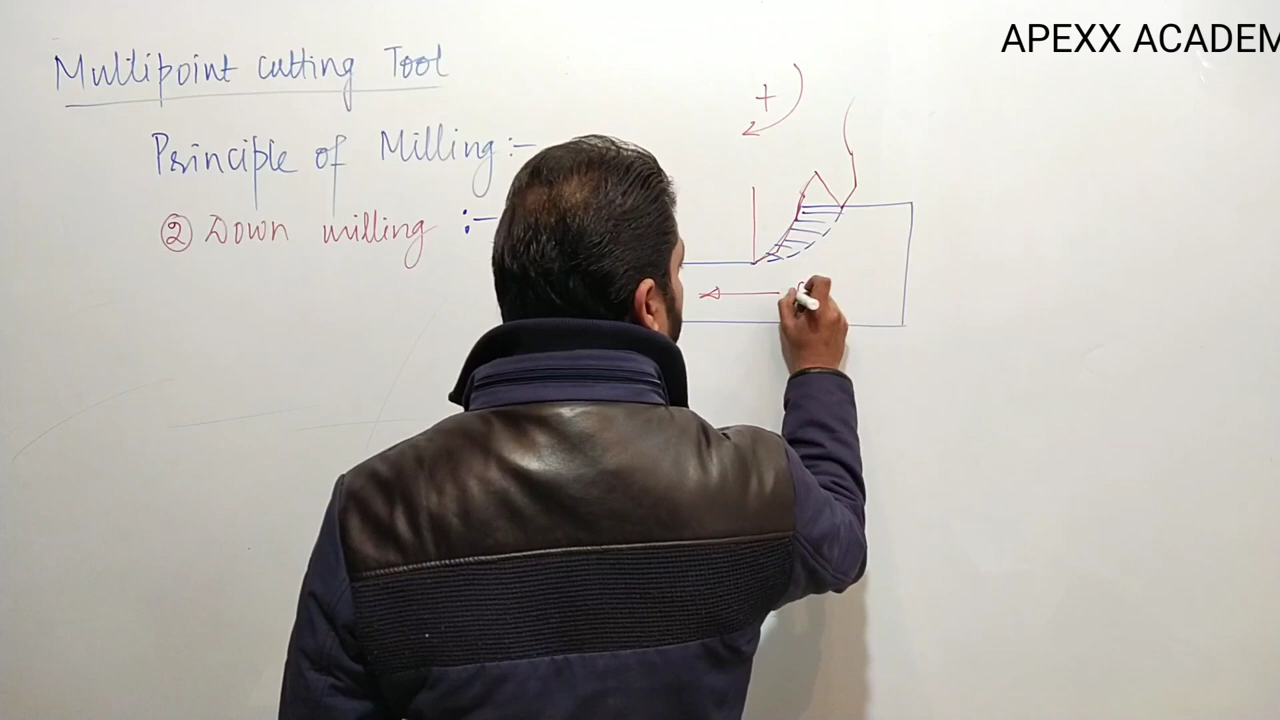 APEXX ACADEM
Multipoint cutting Tool
Principle of Milling :-
② Down milling :-